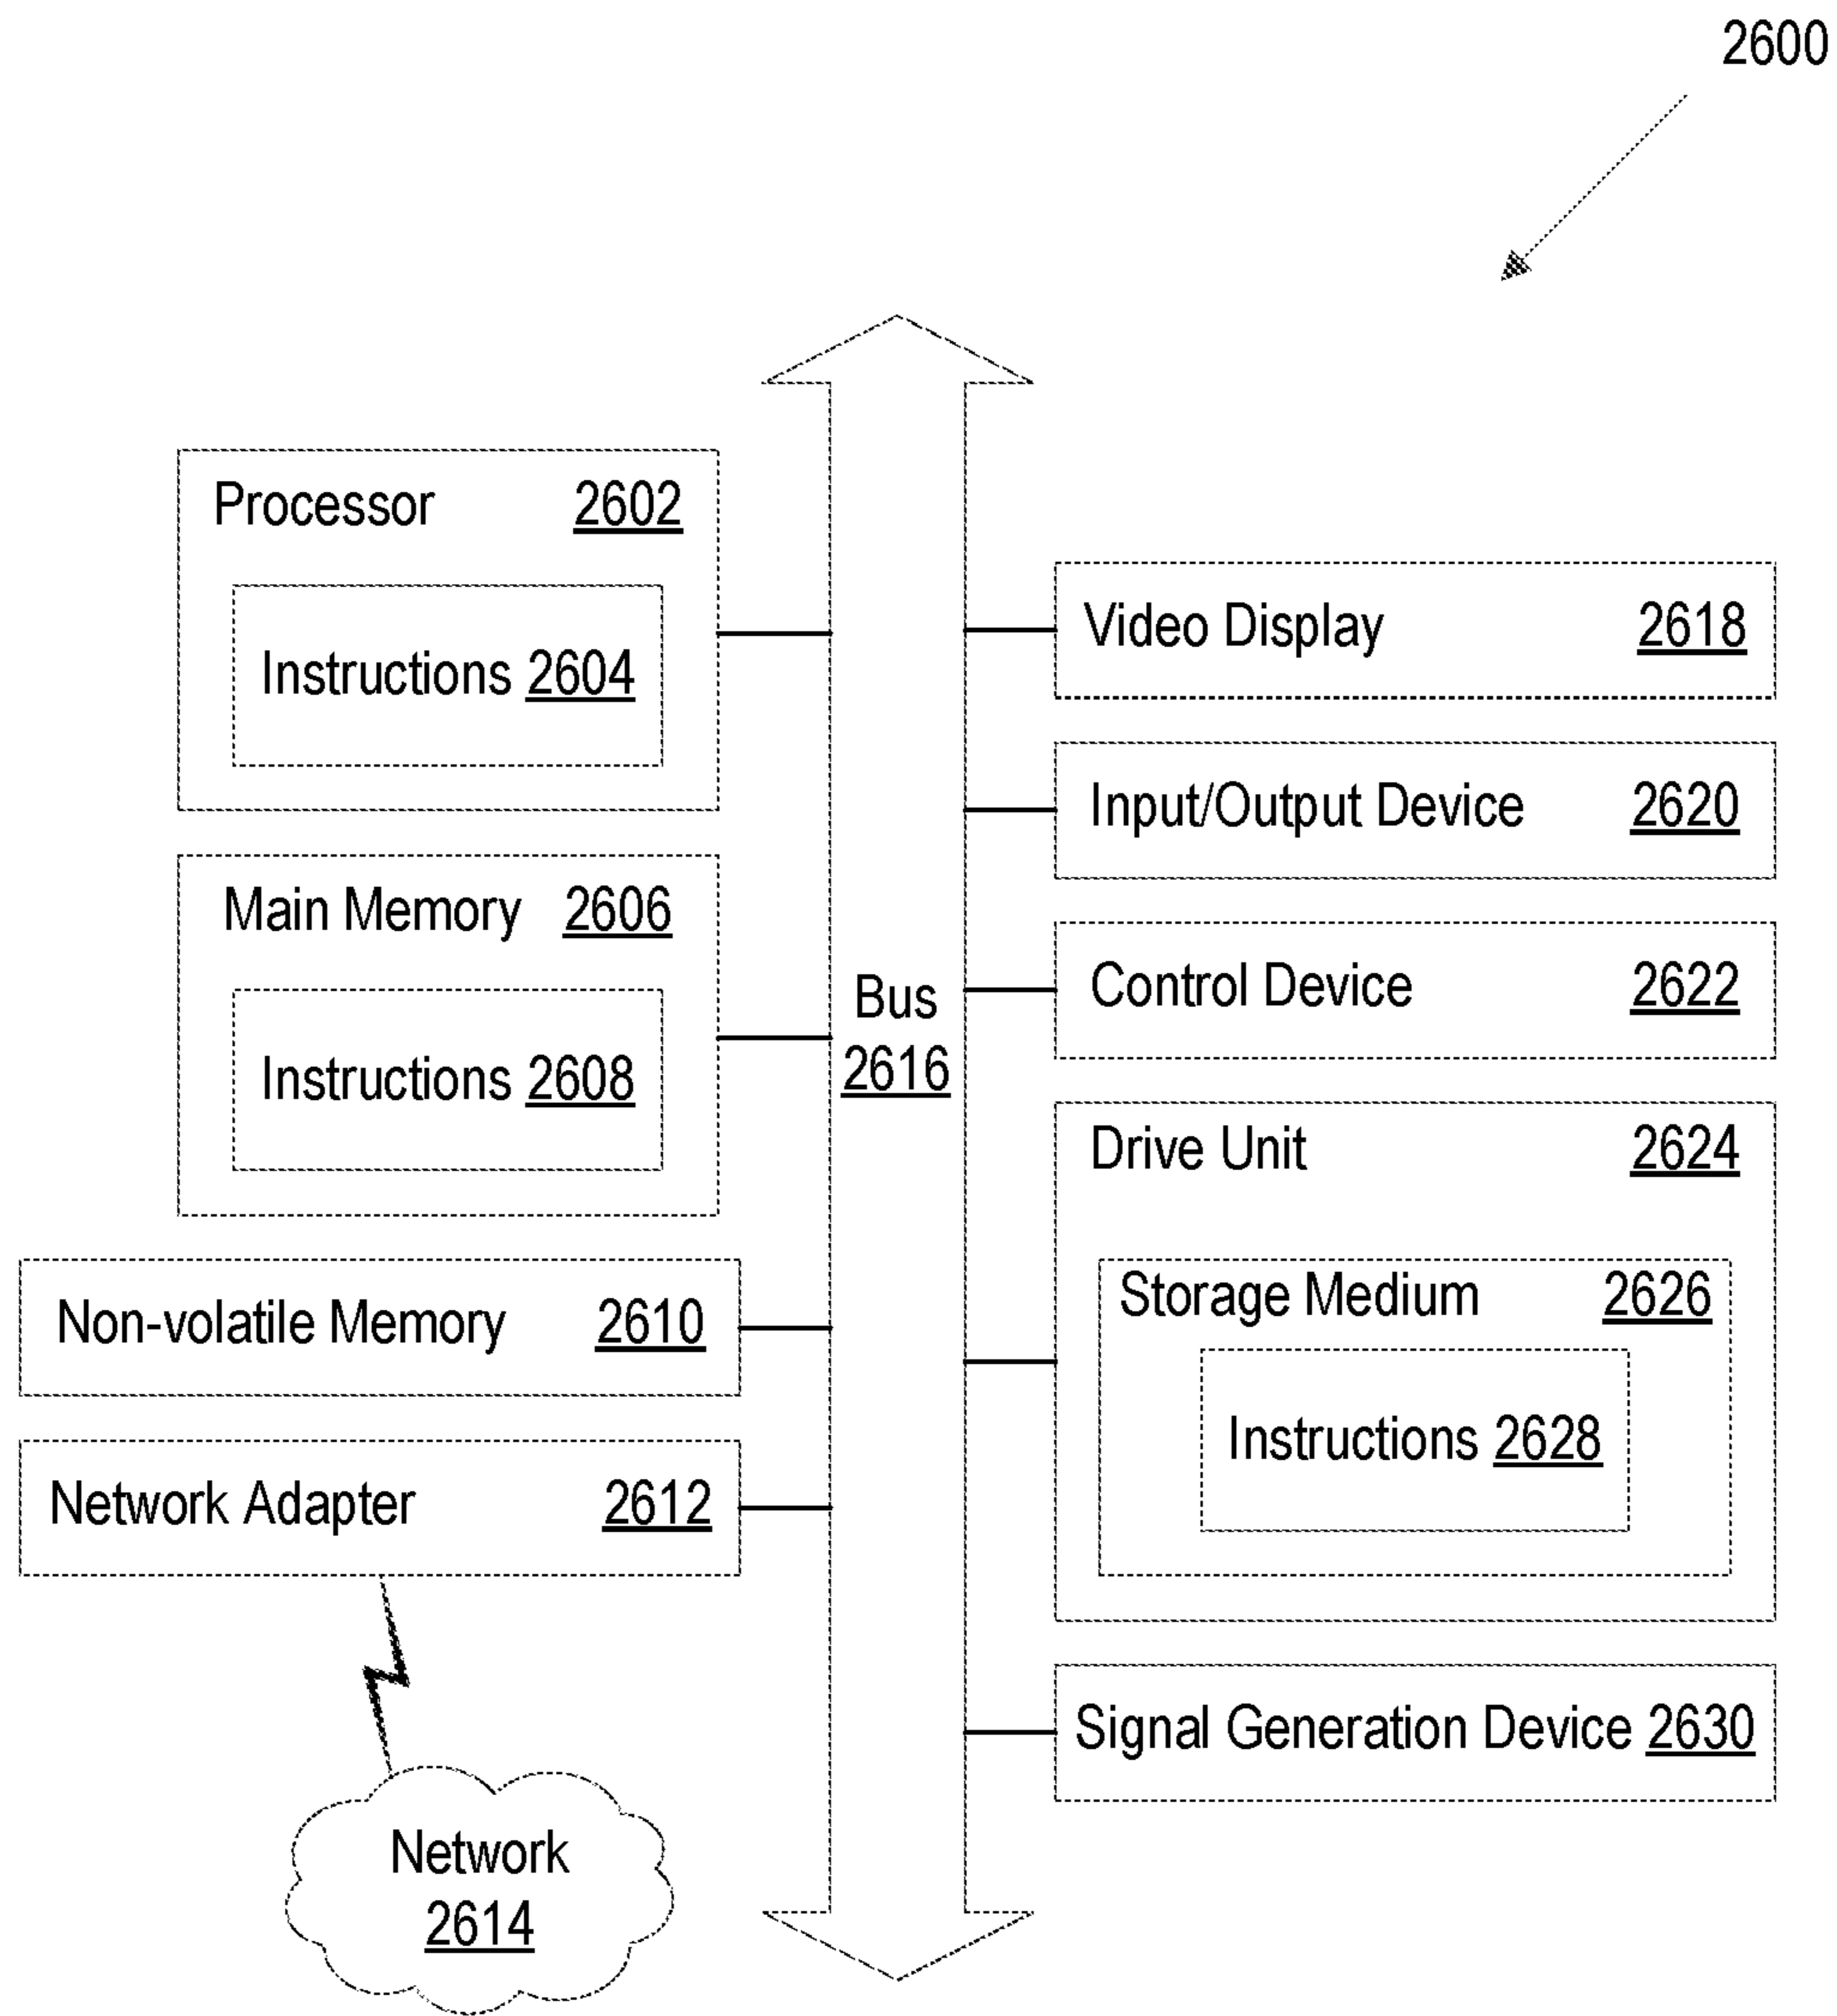 2600
Processor 2602
Instructions 2604
Main Memory 2606
Instructions 2608
Non-volatile Memory 2610
Network Adapter 2612
Network
2614
Bus
2616
Video Display 2618
Input/Output Device 2620
Control Device 2622
Drive Unit 2624
Storage Medium 2626
Instructions 2628
Signal Generation Device 2630